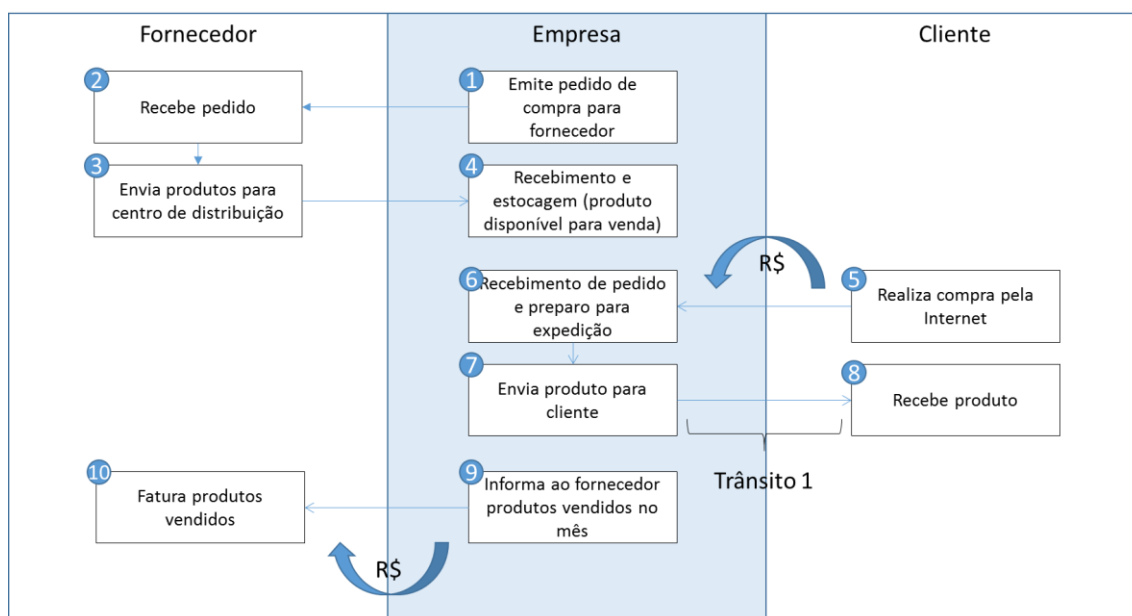 Fornecedor
Empresa
Cliente
2
Recebe pedido
1
Emite pedido de
compra para
fornecedor
3
Envia produtos para
centro de distribuição
4
Recebimento e
estocagem (produto
disponível para venda)
R$
6
Recebimento de pedido
e preparo para
expedição
5
Realiza compra pela
Internet
7
Envia produto para
cliente
8
Recebe produto
Trânsito 1
10
Fatura produtos
vendidos
9
Informa ao fornecedor
produtos vendidos no
mês
R$